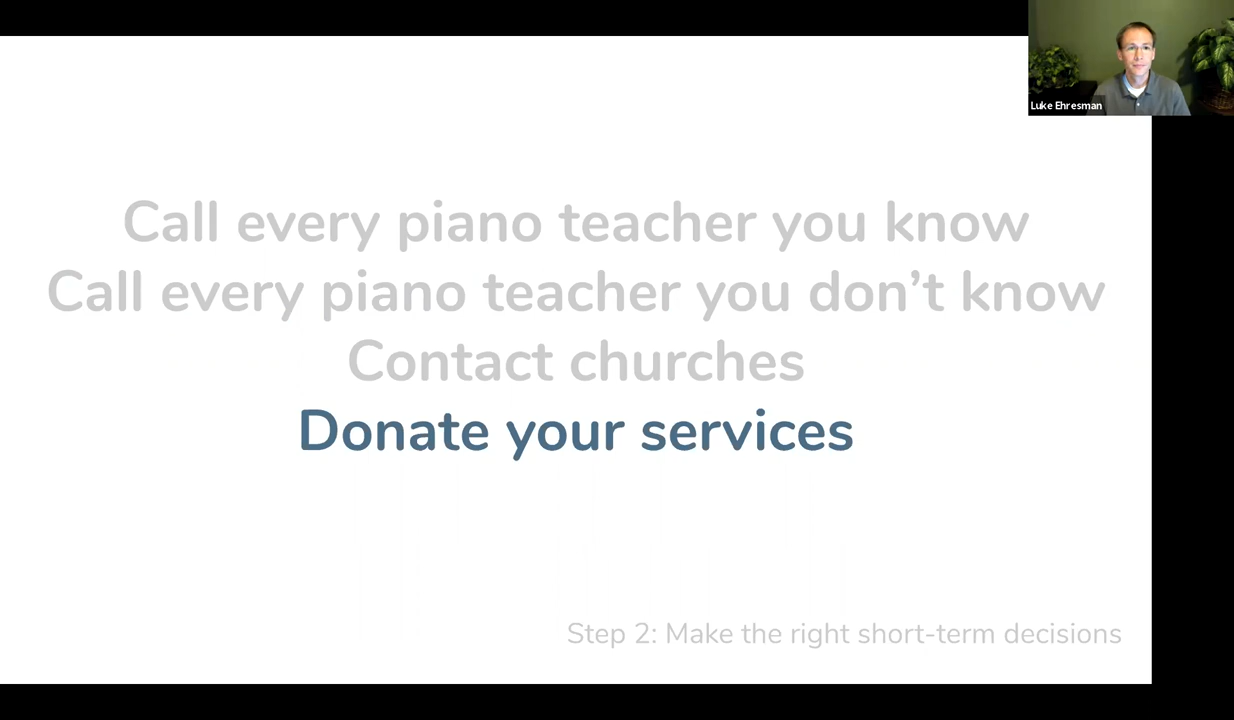 Luke Ehresman
Call every piano teacher you know
Call every piano teacher you don’t know
Contact churches
Donate your services
Step 2: Make the right short-term decisions